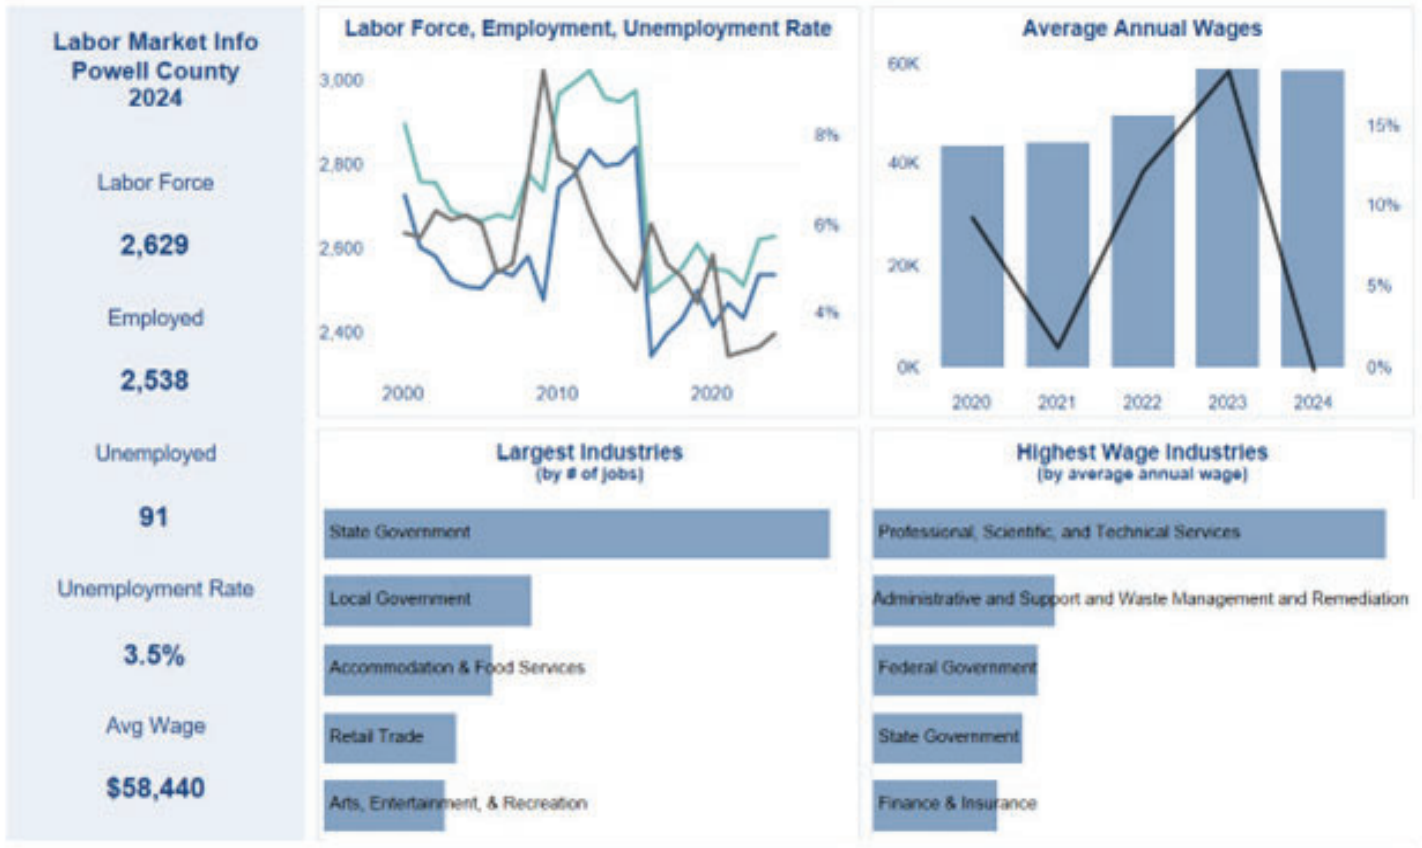 Labor Market Info
Powell County
2024
Labor Force
2,629
Employed
2,538
Unemployed
91
Unemployment Rate
3.5%
Avg Wage
$58,440
Labor Force, Employment, Unemployment Rate
3,000
2,800
2,600
2,400
8%
6%
4%
2000 2010 2020
Average Annual Wages
60K
40K
20K
0K
15%
10%
5%
0%
2020 2021 2022 2023 2024
Largest Industries
(by # of jobs)
State Government
Local Government
Accommodation & Food Services
Retail Trade
Arts, Entertainment, & Recreation
Highest Wage Industries
(by average annual wage)
Professional, Scientific, and Technical Services
Administrative and Support and Waste Management and Remediation
Federal Government
State Government
Finance & Insurance